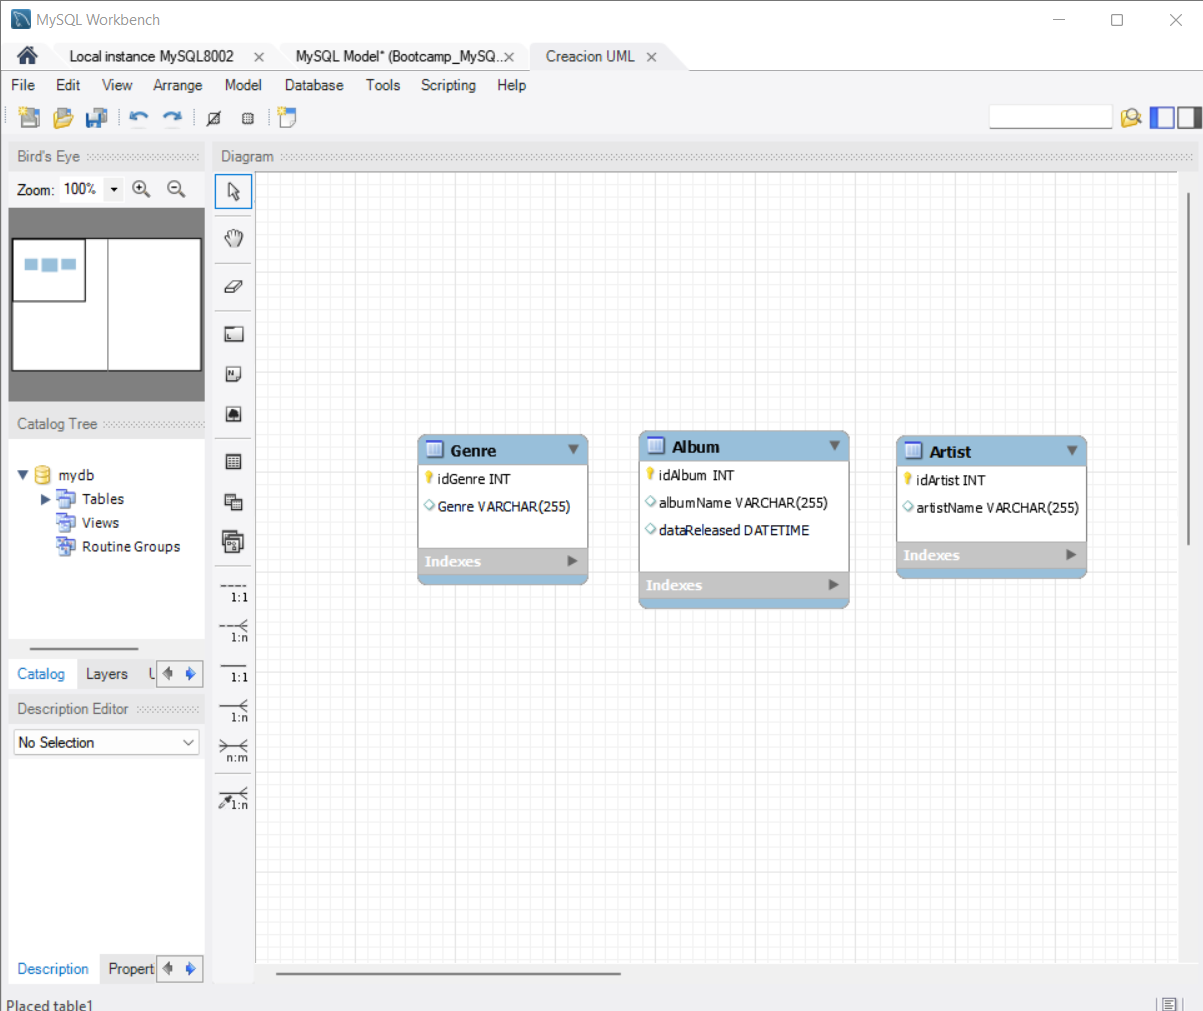 MySQL Workbench
Local instance MySQL8002
MySQL Model* (Bootcamp_MySQ...
Creacion UML
File Edit View Arrange Model Database Tools Scripting Help
Bird's Eye
Diagram
Zoom: 100%
Catalog Tree
mydb
Tables
Views
Routine Groups
Catalog Layers U
Description Editor
No Selection
Description Propert
Placed table1
1:1
1:n
1:1
1:n
n:m
1:n
Genre
idGenre INT
Genre VARCHAR(255)
Indexes
Album
idAlbum INT
albumName VARCHAR(255)
dataReleased DATETIME
Indexes
Artist
idArtist INT
artistName VARCHAR(255)
Indexes